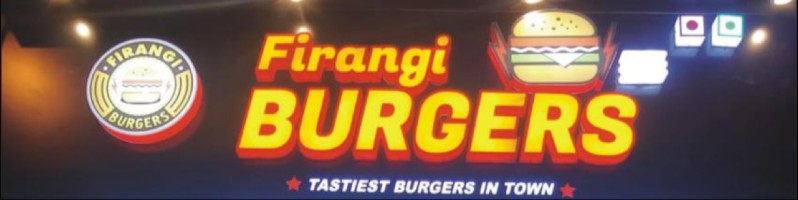 FIRANGI
BURGERS
Firangi
BURGERS
TASTIEST BURGERS IN TOWN